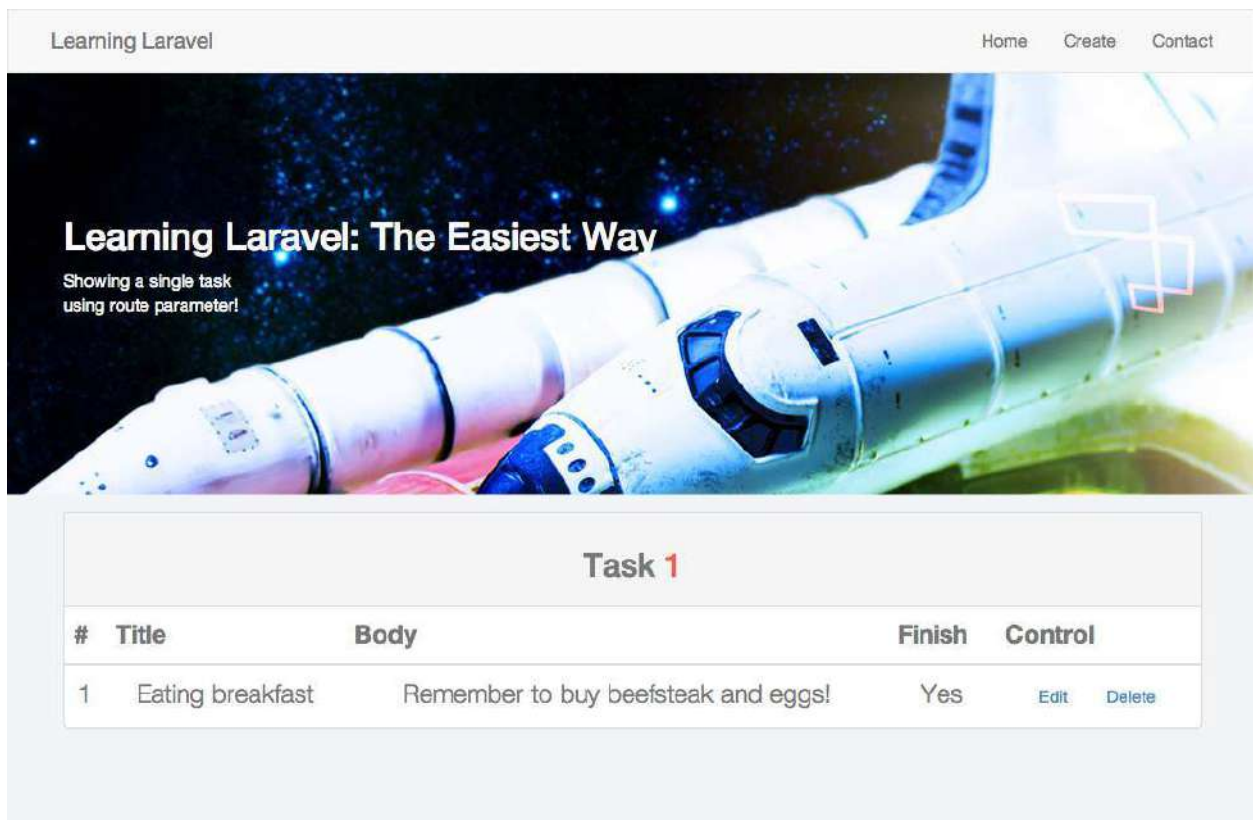 Learning Laravel
Home Create Contact
Learning Laravel: The Easiest Way
Showing a single task
using route parameter!
Task 1
# Title Body Finish Control
1 Eating breakfast Remember to buy beefsteak and eggs! Yes Edit Delete